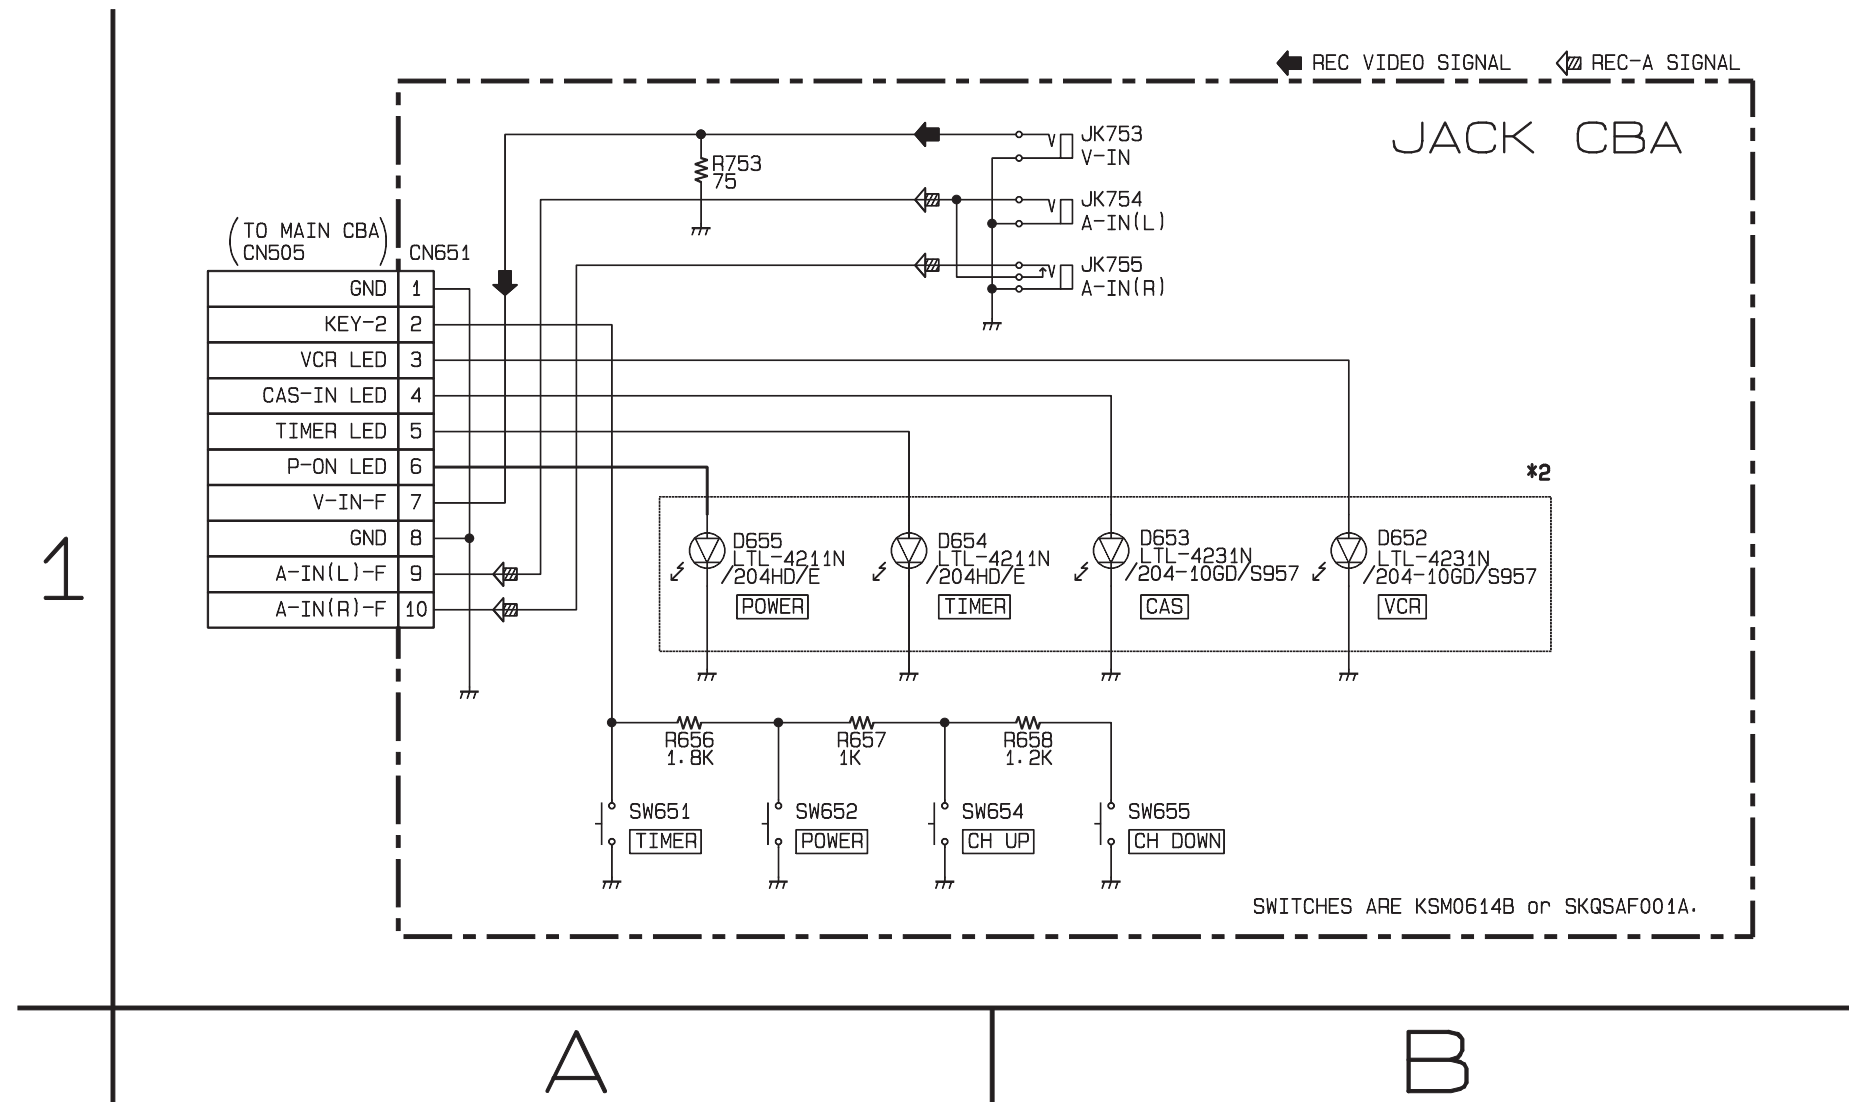 REC VIDEO SIGNAL REC-A SIGNAL
JACK CBA
JK753
V-IN
R753
75
JK754
A-IN(L)
JK755
A-IN(R)
(TO MAIN CBA
CN505)
CN651
GND 1
KEY-2 2
VCR LED 3
CAS-IN LED 4
TIMER LED 5
P-ON LED 6
V-IN-F 7
GND 8
A-IN(L)-F 9
A-IN(R)-F 10
*2
D655
LTL-4211N
/204HD/E
POWER
D654
LTL-4211N
/204HD/E
TIMER
D653
LTL-4231N
/204-10GD/S957
CAS
D652
LTL-4231N
/204-10GD/S957
VCR
R656
1.8K
R657
1K
R658
1.2K
SW651
TIMER
SW652
POWER
SW654
CH UP
SW655
CH DOWN
SWITCHES ARE KSM0614B or SKQSAF001A.
1
A
B